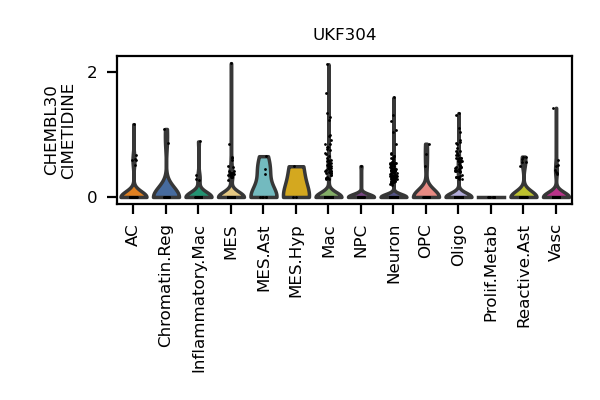 UKF304
CHEMBL30
CIMETIDINE
2
0
AC
Chromatin.Reg
Inflammatory.Mac
MES
MES.Ast
MES.Hyp
Mac
NPC
Neuron
OPC
Oligo
Prolif.Metab
Reactive.Ast
Vasc